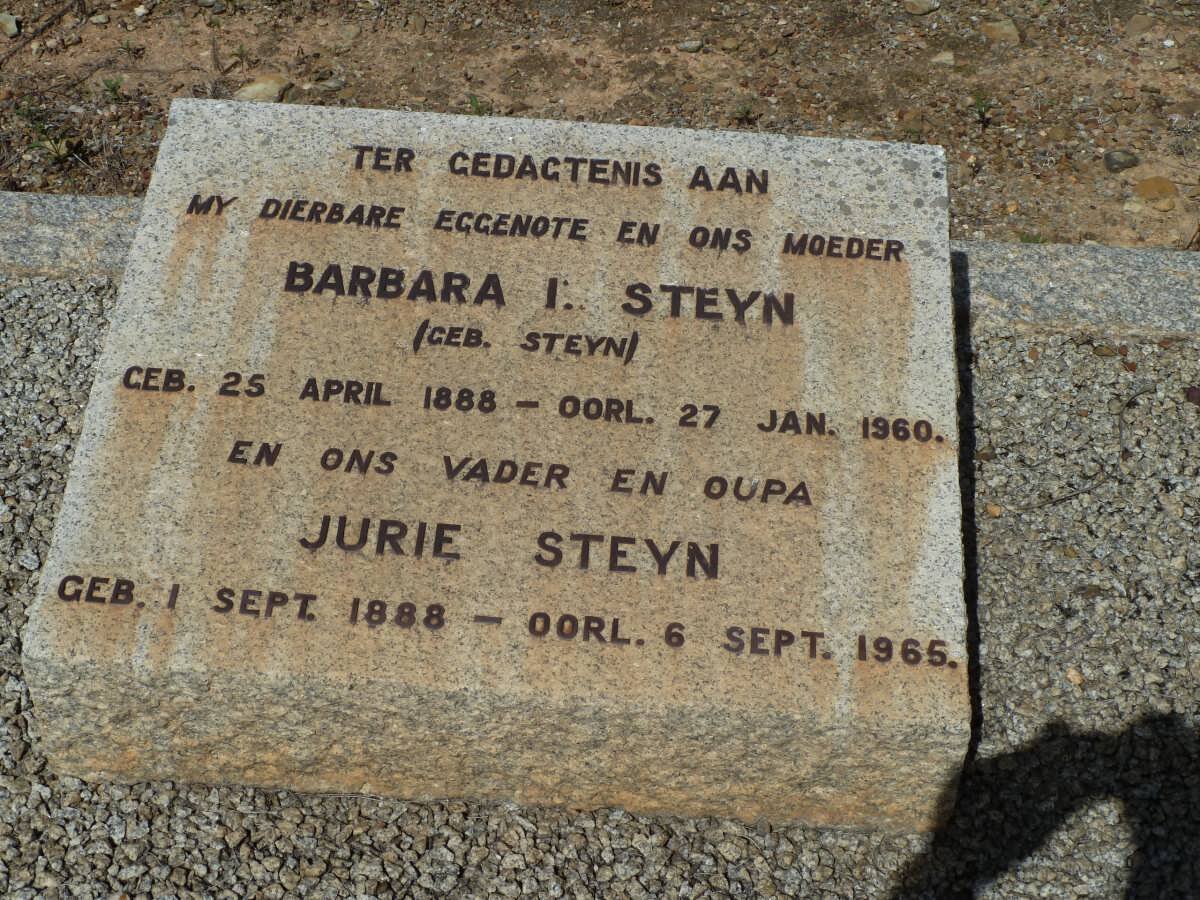 TER GEDAGTENIS AAN
MY DIERBARE EGGENOTE EN ONS MOEDER
BARBARA I. STEYN
(GEB. STEYN)
GEB. 25 APRIL 1888 – OORL. 27 JAN. 1960.
EN ONS VADER EN OUPA
JURIE STEYN
GEB. 1 SEPT. 1888 – OORL. 6 SEPT. 1965.